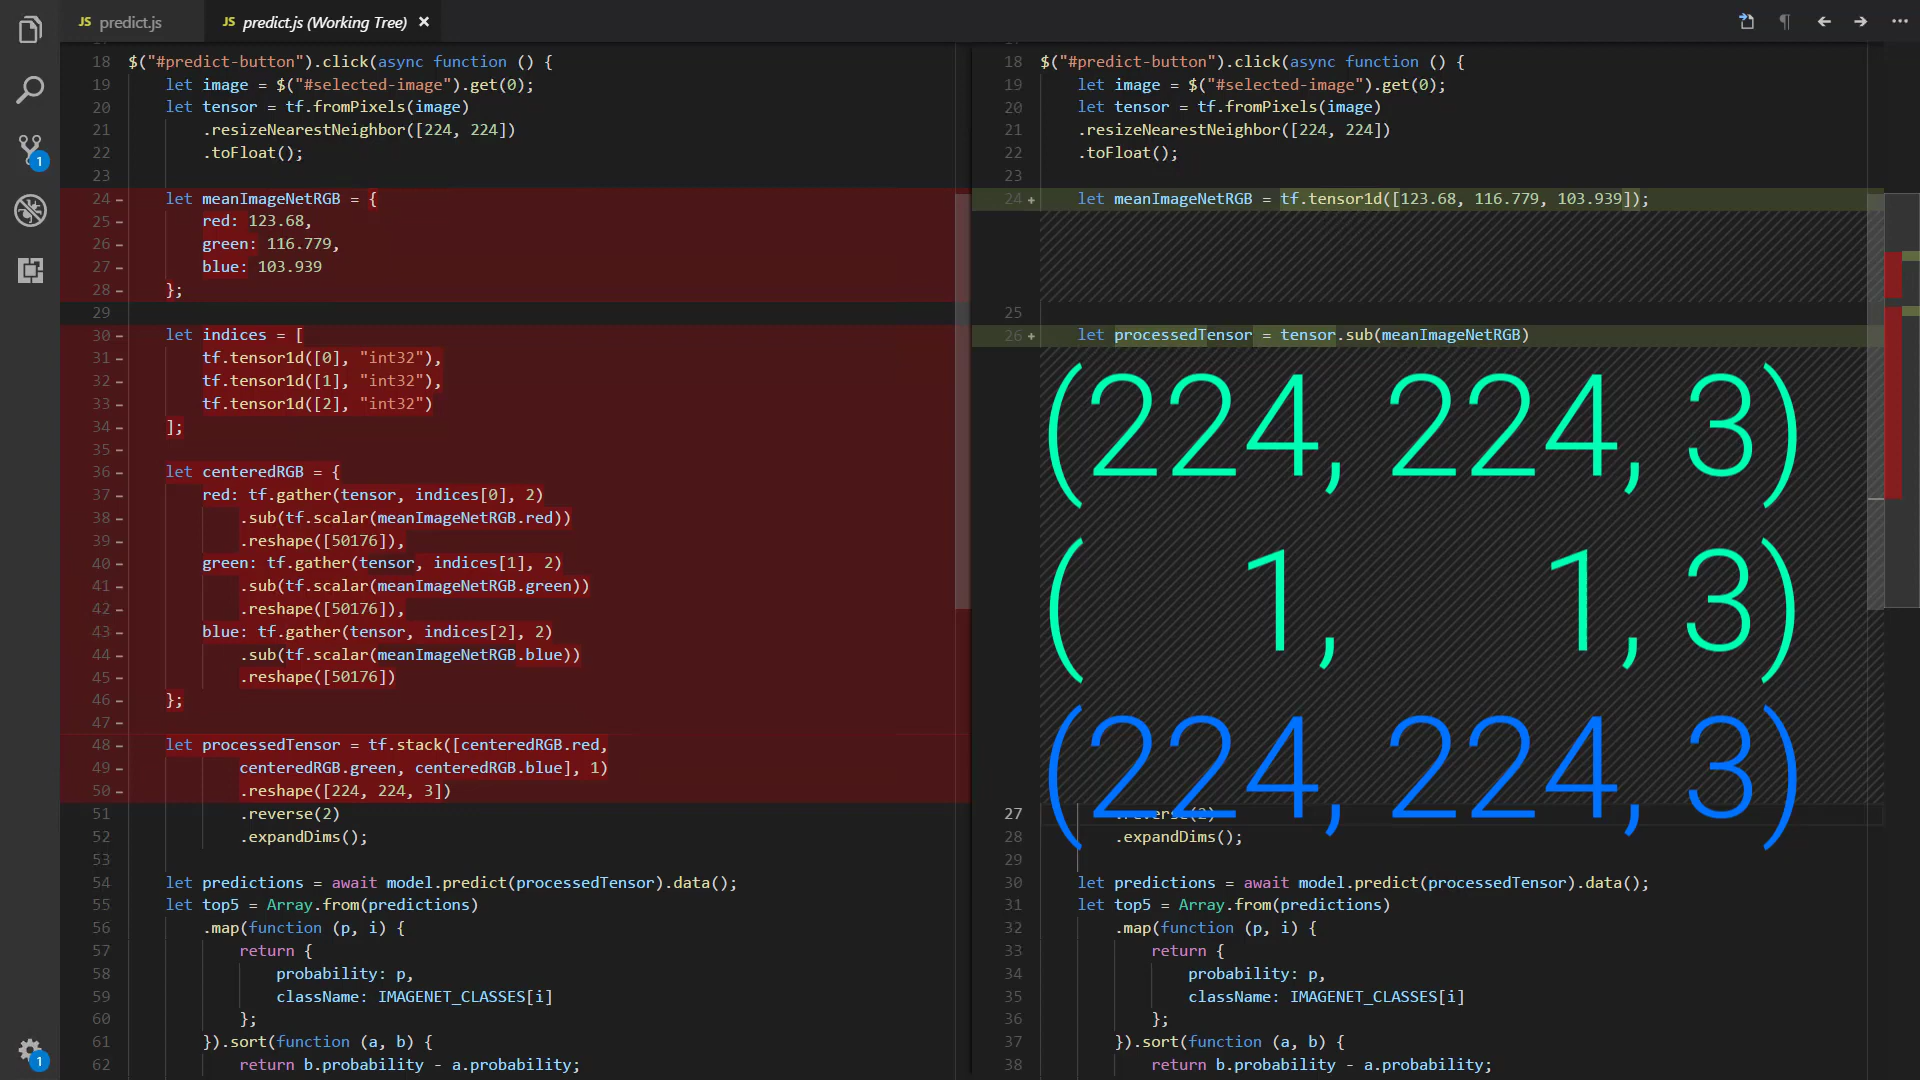 JS predict.js
JS predict.js (Working Tree) ×
18 $("#predict-button").click(async function () {
19 let image = $("#selected-image").get(0);
20 let tensor = tf.fromPixels(image)
21 .resizeNearestNeighbor([224, 224])
22 .toFloat();
23
24 - let meanImageNetRGB = {
25 - red: 123.68,
26 - green: 116.779,
27 - blue: 103.939
28 - };
29
30 - let indices = [
31 - tf.tensor1d([0], "int32"),
32 - tf.tensor1d([1], "int32"),
33 - tf.tensor1d([2], "int32")
34 - ];
35 -
36 - let centeredRGB = {
37 - red: tf.gather(tensor, indices[0], 2)
38 - .sub(tf.scalar(meanImageNetRGB.red))
39 - .reshape([50176]),
40 - green: tf.gather(tensor, indices[1], 2)
41 - .sub(tf.scalar(meanImageNetRGB.green))
42 - .reshape([50176]),
43 - blue: tf.gather(tensor, indices[2], 2)
44 - .sub(tf.scalar(meanImageNetRGB.blue))
45 - .reshape([50176])
46 - };
47 -
48 - let processedTensor = tf.stack([centeredRGB.red,
49 - centeredRGB.green, centeredRGB.blue], 1)
50 - .reshape([224, 224, 3])
51 .reverse(2)
52 .expandDims();
53
54 let predictions = await model.predict(processedTensor).data();
55 let top5 = Array.from(predictions)
56 .map(function (p, i) {
57 return {
58 probability: p,
59 className: IMAGENET_CLASSES[i]
60 };
61 }).sort(function (a, b) {
62 return b.probability - a.probability;
18 $("#predict-button").click(async function () {
19 let image = $("#selected-image").get(0);
20 let tensor = tf.fromPixels(image)
21 .resizeNearestNeighbor([224, 224])
22 .toFloat();
23
24 + let meanImageNetRGB = tf.tensor1d([123.68, 116.779, 103.939]);
25
26 + let processedTensor = tensor.sub(meanImageNetRGB)
(224, 224, 3)
( 1, 1, 3)
(224, 224, 3)
27 .reverse(2)
28 .expandDims();
29
30 let predictions = await model.predict(processedTensor).data();
31 let top5 = Array.from(predictions)
32 .map(function (p, i) {
33 return {
34 probability: p,
35 className: IMAGENET_CLASSES[i]
36 };
37 }).sort(function (a, b) {
38 return b.probability - a.probability;
1
1